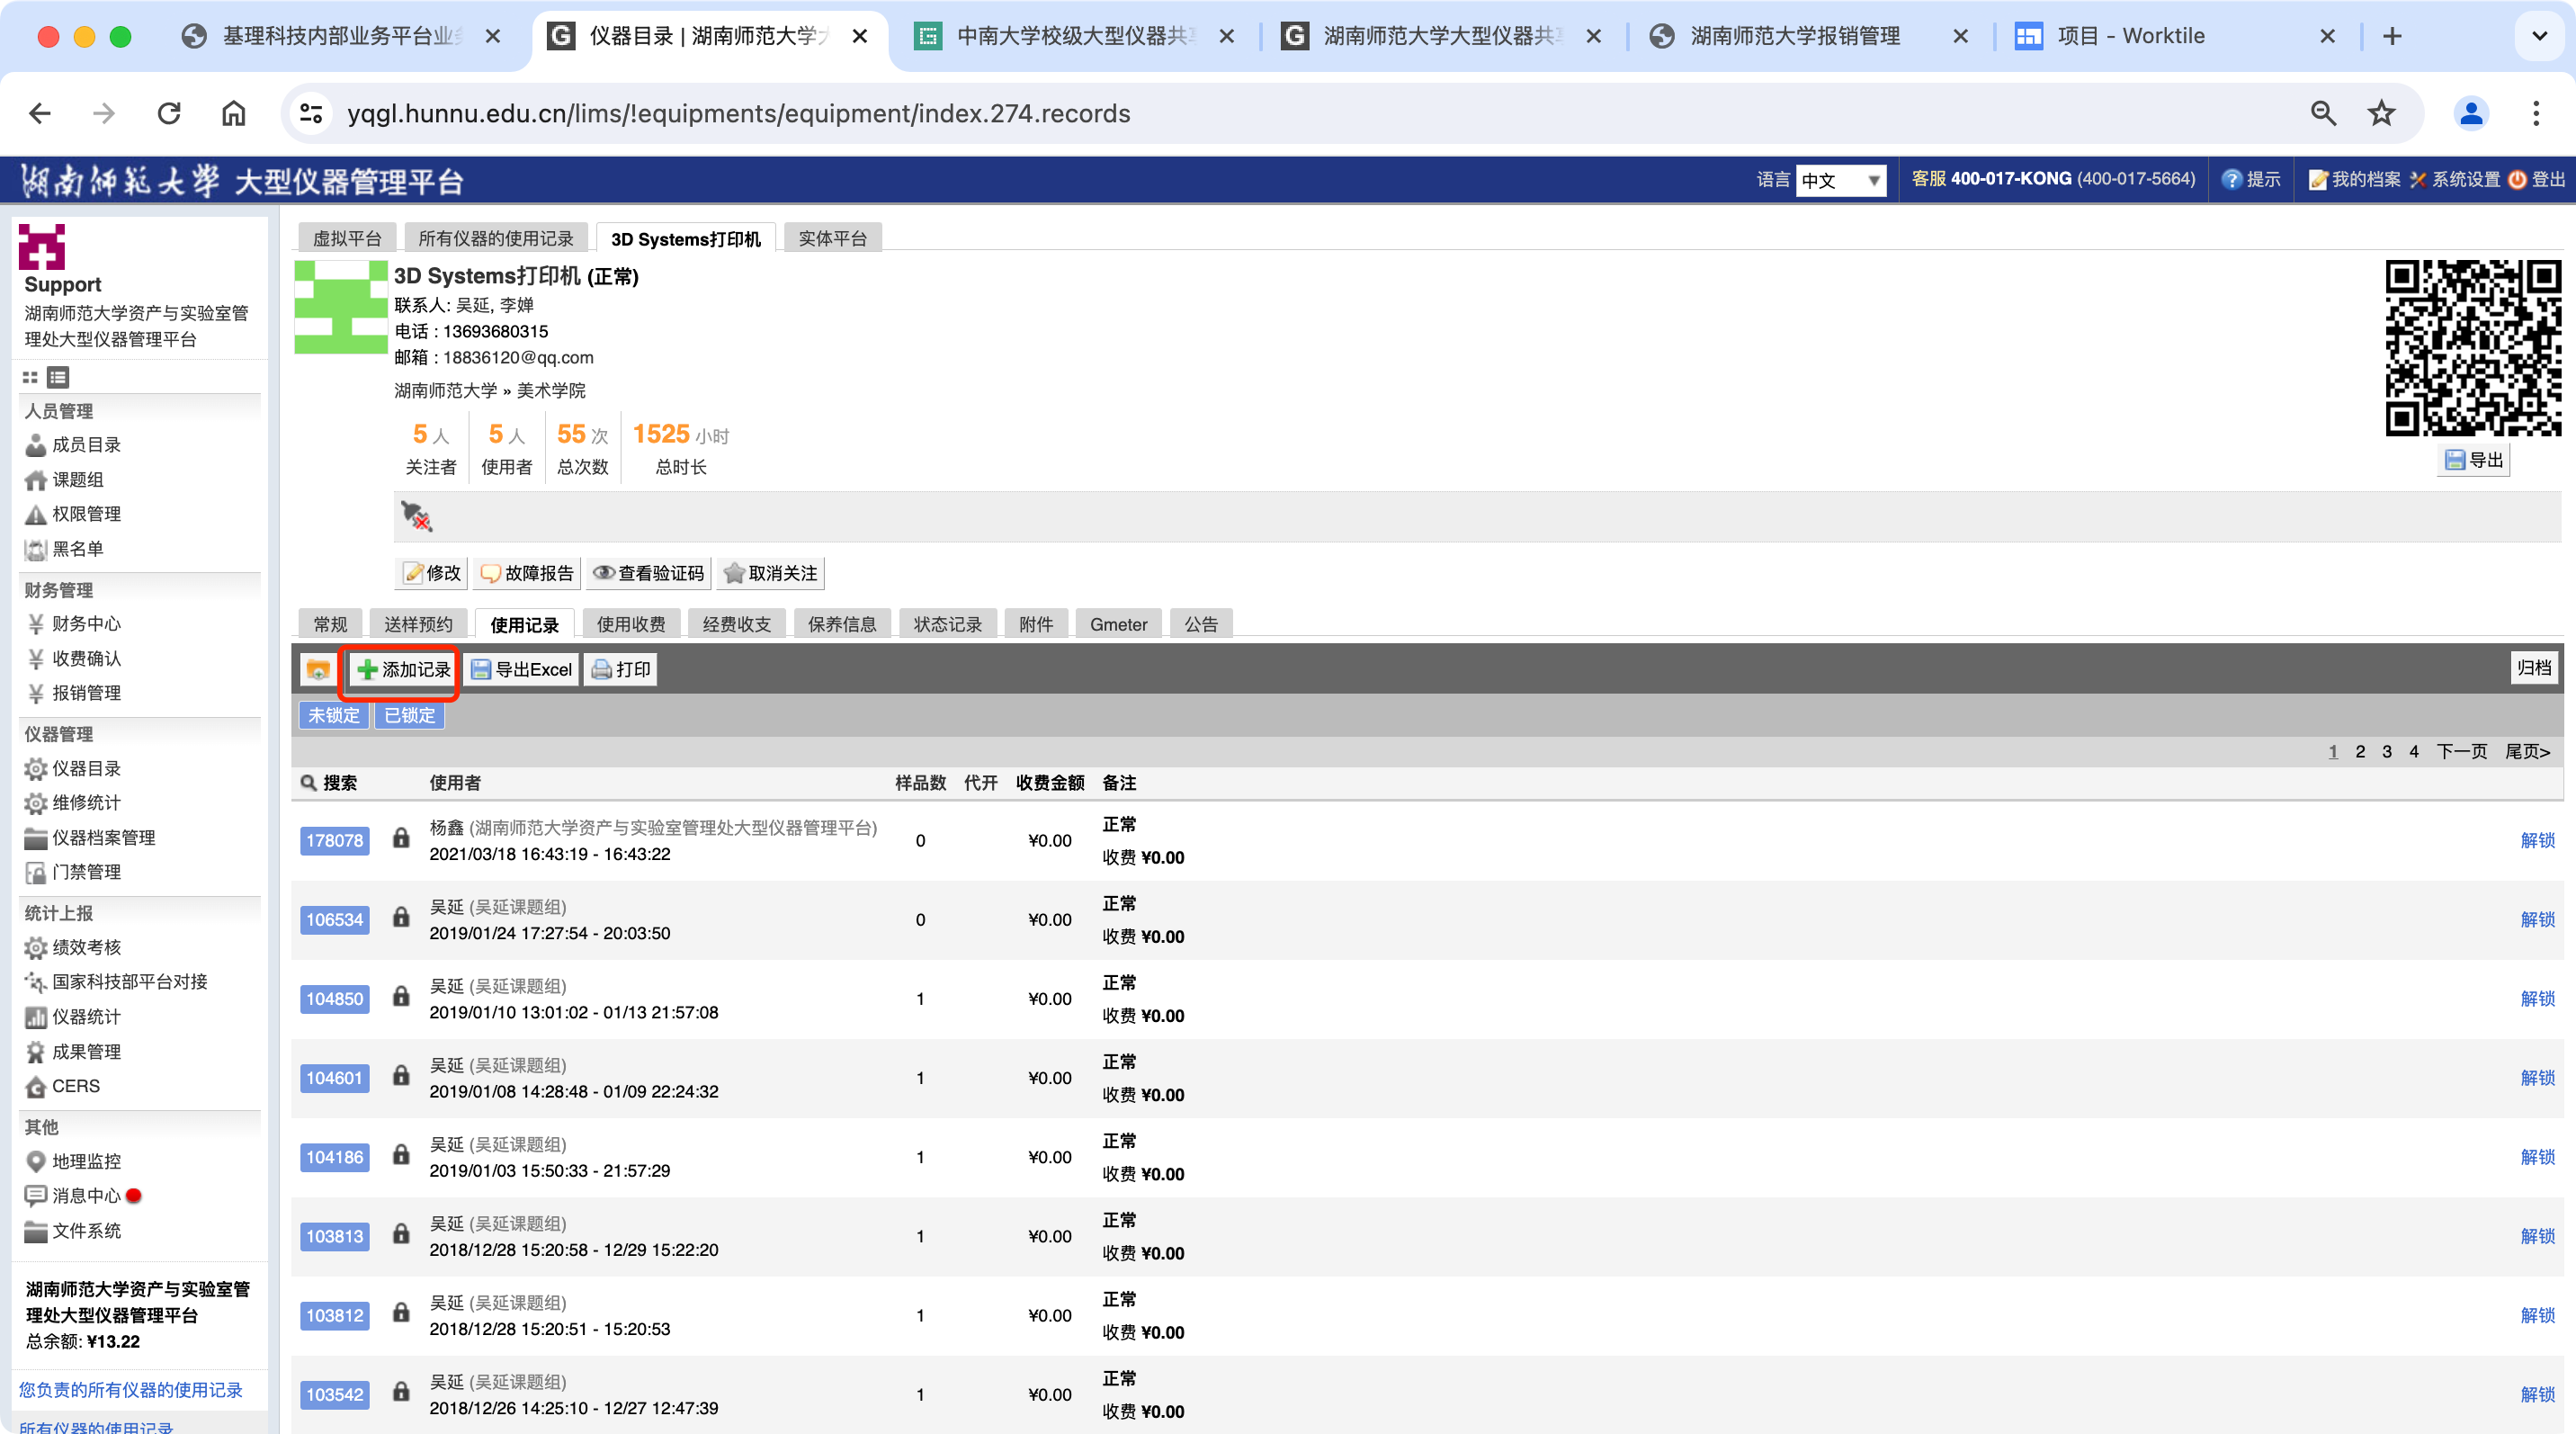 基理科技内部业务平台业务
仪器目录 | 湖南师范大学大
中南大学校级大型仪器共享
湖南师范大学大型仪器共享
湖南师范大学报销管理
项目 - Worktile
yqgl.hunnu.edu.cn/lims/!equipments/equipment/index.274.records
湖南师范大学 大型仪器管理平台
语言 中文 客服 400-017-KONG (400-017-5664) 提示 我的档案 系统设置 登出
Support
湖南师范大学资产与实验室管
理处大型仪器管理平台
人员管理
成员目录
课题组
权限管理
黑名单
财务管理
财务中心
收费确认
报销管理
仪器管理
仪器目录
维修统计
仪器档案管理
门禁管理
统计上报
绩效考核
国家科技部平台对接
仪器统计
成果管理
CERS
其他
地理监控
消息中心
文件系统
湖南师范大学资产与实验室管
理处大型仪器管理平台
总余额: ¥13.22
您负责的所有仪器的使用记录
所有仪器的使用记录
虚拟平台 所有仪器的使用记录 3D Systems打印机 实体平台
3D Systems打印机 (正常)
联系人: 吴延, 李婵
电话 : 13693680315
邮箱 : 18836120@qq.com
湖南师范大学 » 美术学院
5 人 5 人 55 次 1525 小时
关注者 使用者 总次数 总时长
导出
修改 故障报告 查看验证码 取消关注
常规 送样预约 使用记录 使用收费 经费收支 保养信息 状态记录 附件 Gmeter 公告
添加记录 导出Excel 打印 归档
未锁定 已锁定
1 2 3 4 下一页 尾页>
搜索 使用者 样品数 代开 收费金额 备注
178078 杨鑫 (湖南师范大学资产与实验室管理处大型仪器管理平台) 0 ¥0.00 正常 解锁
2021/03/18 16:43:19 - 16:43:22 收费 ¥0.00
106534 吴延 (吴延课题组) 0 ¥0.00 正常 解锁
2019/01/24 17:27:54 - 20:03:50 收费 ¥0.00
104850 吴延 (吴延课题组) 1 ¥0.00 正常 解锁
2019/01/10 13:01:02 - 01/13 21:57:08 收费 ¥0.00
104601 吴延 (吴延课题组) 1 ¥0.00 正常 解锁
2019/01/08 14:28:48 - 01/09 22:24:32 收费 ¥0.00
104186 吴延 (吴延课题组) 1 ¥0.00 正常 解锁
2019/01/03 15:50:33 - 21:57:29 收费 ¥0.00
103813 吴延 (吴延课题组) 1 ¥0.00 正常 解锁
2018/12/28 15:20:58 - 12/29 15:22:20 收费 ¥0.00
103812 吴延 (吴延课题组) 1 ¥0.00 正常 解锁
2018/12/28 15:20:51 - 15:20:53 收费 ¥0.00
103542 吴延 (吴延课题组) 1 ¥0.00 正常 解锁
2018/12/26 14:25:10 - 12/27 12:47:39 收费 ¥0.00